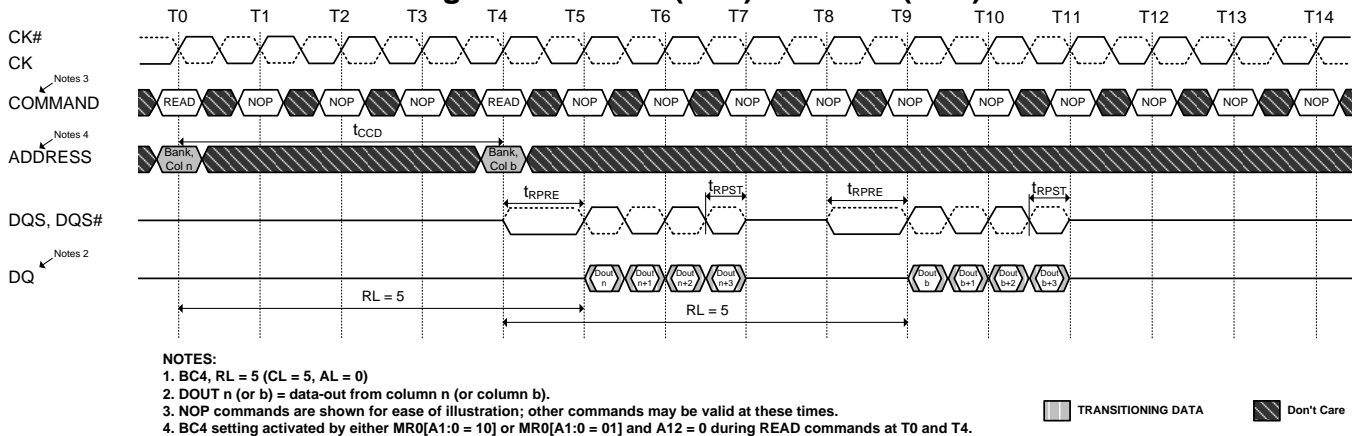 T0 T1 T2 T3 T4 T5 T6 T7 T8 T9 T10 T11 T12 T13 T14
CK#
CK
Notes 3
COMMAND READ NOP NOP NOP READ NOP NOP NOP NOP NOP NOP NOP NOP NOP NOP
tCCD
Notes 4
ADDRESS Bank, Col n Bank, Col b
tRPRE tRPST tRPRE tRPST
DQS, DQS#
Notes 2
DQ Dout n Dout n+1 Dout n+2 Dout n+3 Dout b Dout b+1 Dout b+2 Dout b+3
RL = 5
RL = 5
NOTES:
1. BC4, RL = 5 (CL = 5, AL = 0)
2. DOUT n (or b) = data-out from column n (or column b).
3. NOP commands are shown for ease of illustration; other commands may be valid at these times.
4. BC4 setting activated by either MR0[A1:0 = 10] or MR0[A1:0 = 01] and A12 = 0 during READ commands at T0 and T4.
TRANSITIONING DATA Don't Care